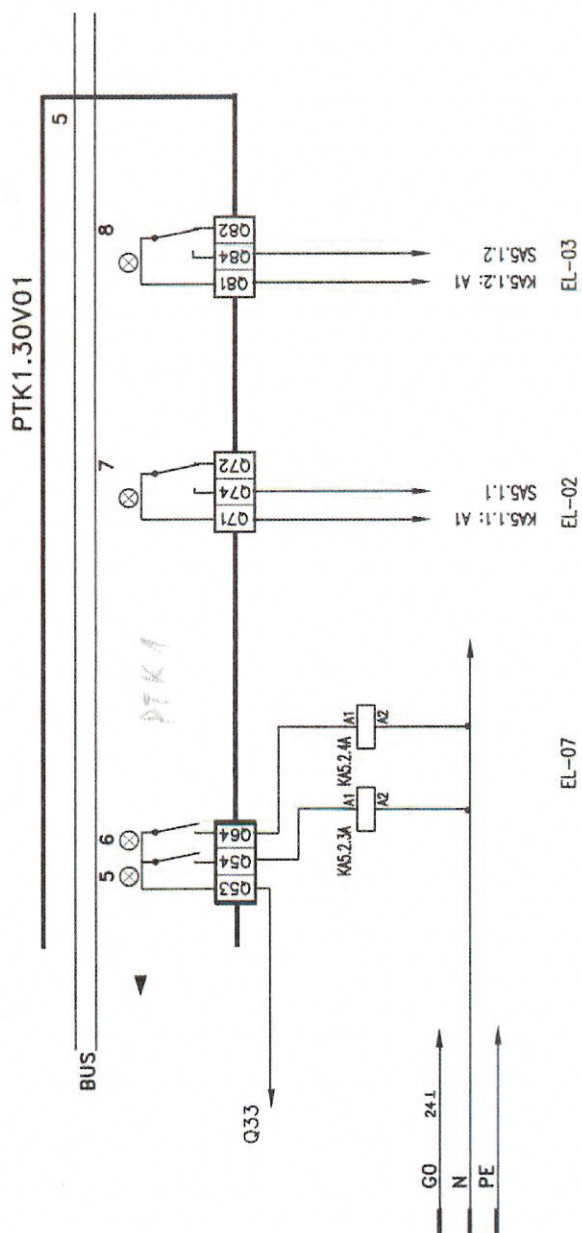 PTK1.30V01
5
8
7
6
5
Q82
Q84
Q81
Q72
Q74
Q71
PTK1
Q64
Q54
Q53
BUS
Q33
SA5.1.2
KA5.1.2: A1
EL-03
SA5.1.1
KA5.1.1: A1
EL-02
KA5.2.4A
A1
A2
KA5.2.3A
A1
A2
EL-07
G0
24⊥
N
PE